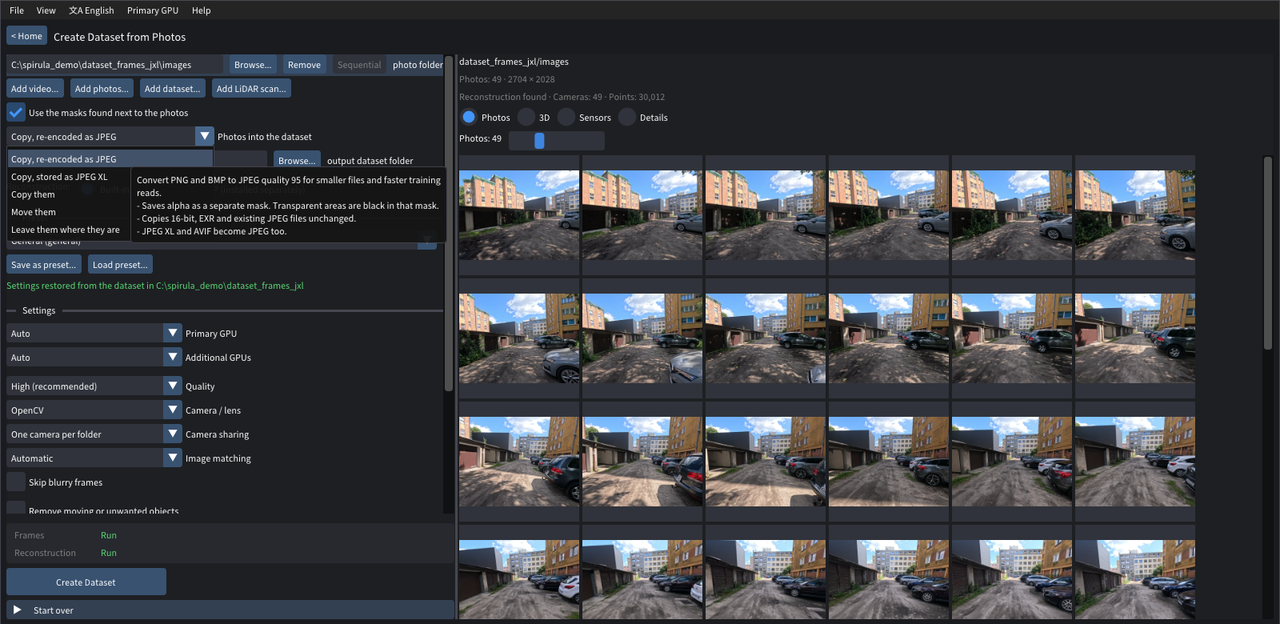 File View 文A English Primary GPU Help
< Home Create Dataset from Photos
C:\spirula_demo\dataset_frames_jxl\images Browse... Remove Sequential photo folder
Add video... Add photos... Add dataset... Add LiDAR scan...
Use the masks found next to the photos
Copy, re-encoded as JPEG Photos into the dataset
Copy, re-encoded as JPEG Browse... output dataset folder
Copy, stored as JPEG XL
Copy them
Move them
Leave them where they are
Convert PNG and BMP to JPEG quality 95 for smaller files and faster training
reads.
- Saves alpha as a separate mask. Transparent areas are black in that mask.
- Copies 16-bit, EXR and existing JPEG files unchanged.
- JPEG XL and AVIF become JPEG too.
General (general)
Save as preset... Load preset...
Settings restored from the dataset in C:\spirula_demo\dataset_frames_jxl
Settings
Auto Primary GPU
Auto Additional GPUs
High (recommended) Quality
OpenCV Camera / lens
One camera per folder Camera sharing
Automatic Image matching
Skip blurry frames
Remove moving or unwanted objects
Frames Run
Reconstruction Run
Create Dataset
Start over
dataset_frames_jxl/images
Photos: 49 · 2704 × 2028
Reconstruction found · Cameras: 49 · Points: 30,012
Photos 3D Sensors Details
Photos: 49